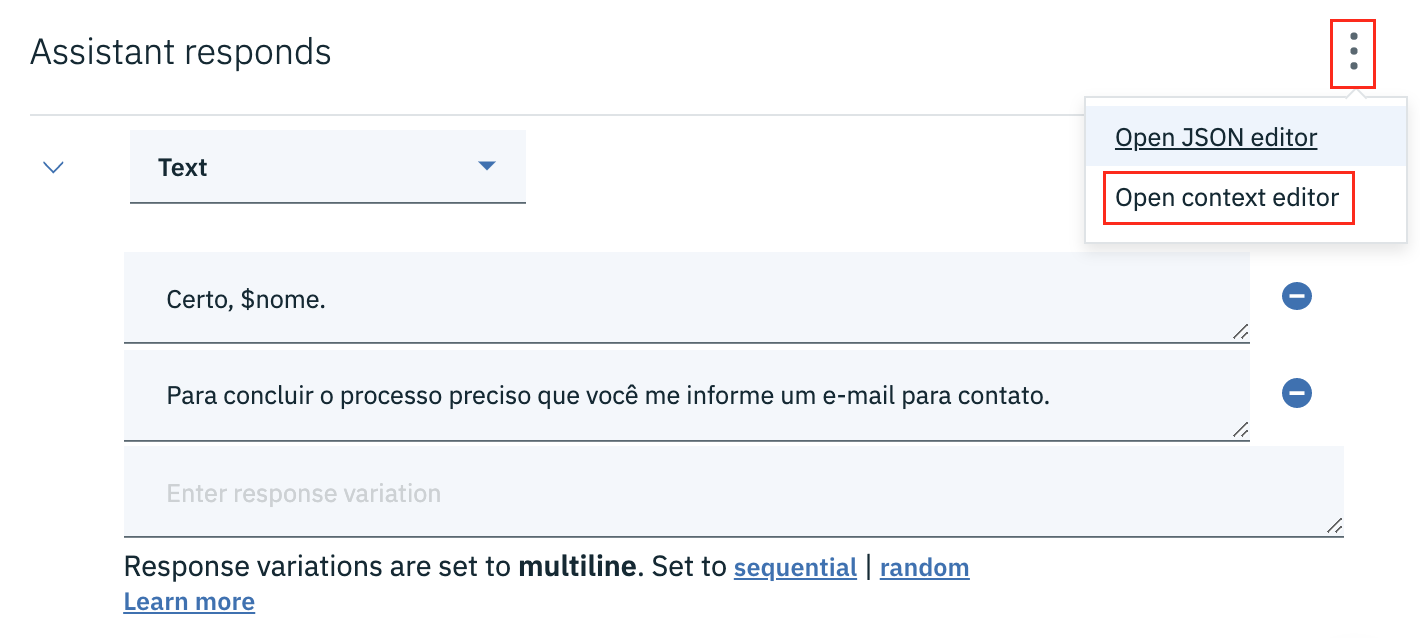 Assistant responds
Open JSON editor
Text
Open context editor
Certo, $nome.
Para concluir o processo preciso que você me informe um e-mail para contato.
Enter response variation
Response variations are set to multiline. Set to sequential | random
Learn more